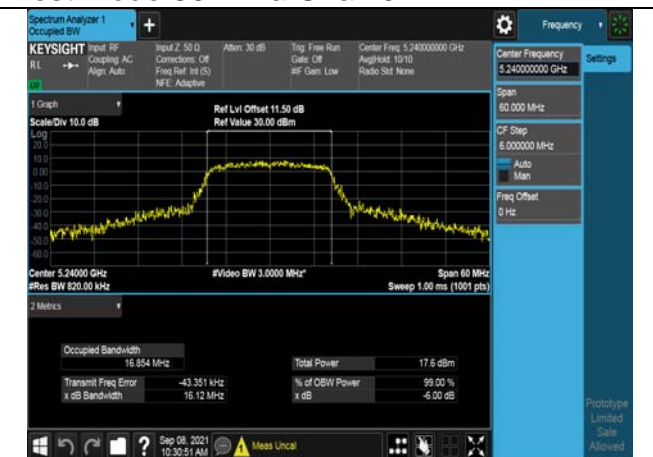 Spectrum Analyzer 1
Occupied BW
+
Frequency
KEYSIGHT
RL
Input: RF
Coupling: AC
Align: Auto
Input Z: 50 Ω
Corrections: Off
Freq Ref: Int (S)
NFE: Adaptive
Atten: 30 dB
Trig: Free Run
Gate: Off
#IF Gain: Low
Center Freq: 5.240000000 GHz
Avg|Hold: 10/10
Radio Std: None
Center Frequency
5.240000000 GHz
Settings
Span
60.000 MHz
CF Step
6.000000 MHz
Auto
Man
Freq Offset
0 Hz
1 Graph
Scale/Div 10.0 dB
Ref Lvl Offset 11.50 dB
Ref Value 30.00 dBm
Log
20.0
10.0
0.00
-10.0
-20.0
-30.0
-40.0
-50.0
-60.0
Center 5.24000 GHz
#Video BW 3.0000 MHz*
Span 60 MHz
#Res BW 820.00 kHz
Sweep 1.00 ms (1001 pts)
2 Metrics
Occupied Bandwidth
16.854 MHz
Total Power 17.6 dBm
Transmit Freq Error -43.351 kHz
% of OBW Power 99.00 %
x dB Bandwidth 16.12 MHz
x dB -6.00 dB
Prototype
Limited
Sale
Allowed
?
Sep 08, 2021
10:30:51 AM
Meas Uncal